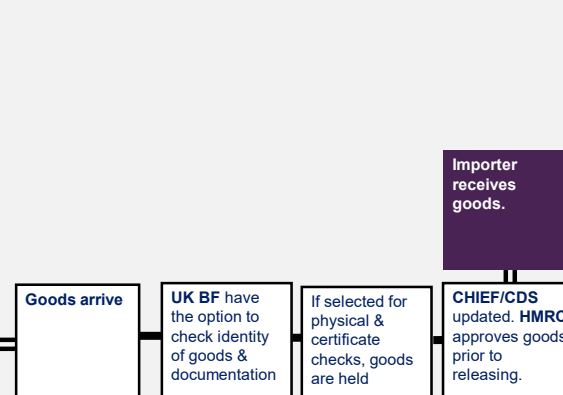 Importer
receives
goods.
Goods arrive
UK BF have
the option to
check identity
of goods &
documentation
If selected for
physical &
certificate
checks, goods
are held
CHIEF/CDS
updated. HMRC
approves goods
prior to
releasing.